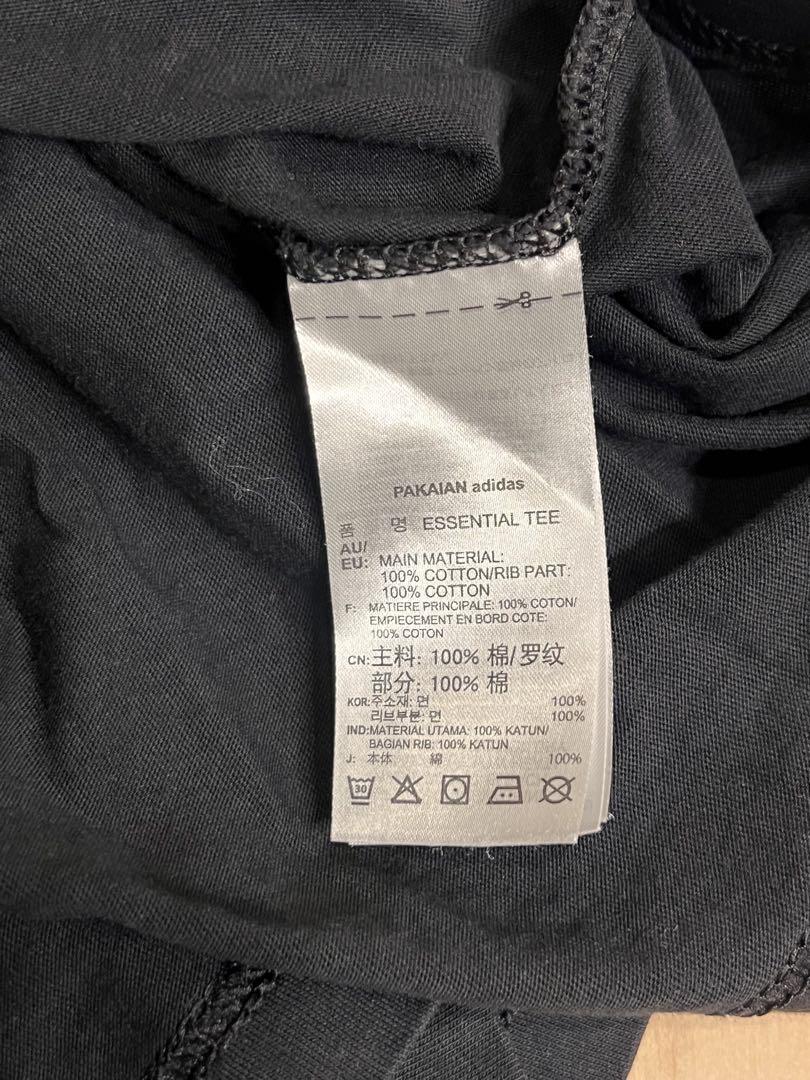 PAKAIAN adidas
품 명 ESSENTIAL TEE
AU/
EU: MAIN MATERIAL:
100% COTTON/RIB PART:
100% COTTON
F: MATIERE PRINCIPALE: 100% COTON/
EMPIECEMENT EN BORD COTE:
100% COTON
CN:主料: 100% 棉/罗纹
部分: 100% 棉
KOR:주소재: 면 100%
리브부분: 면 100%
IND:MATERIAL UTAMA: 100% KATUN/
BAGIAN RIB: 100% KATUN
J: 本体 綿 100%
30